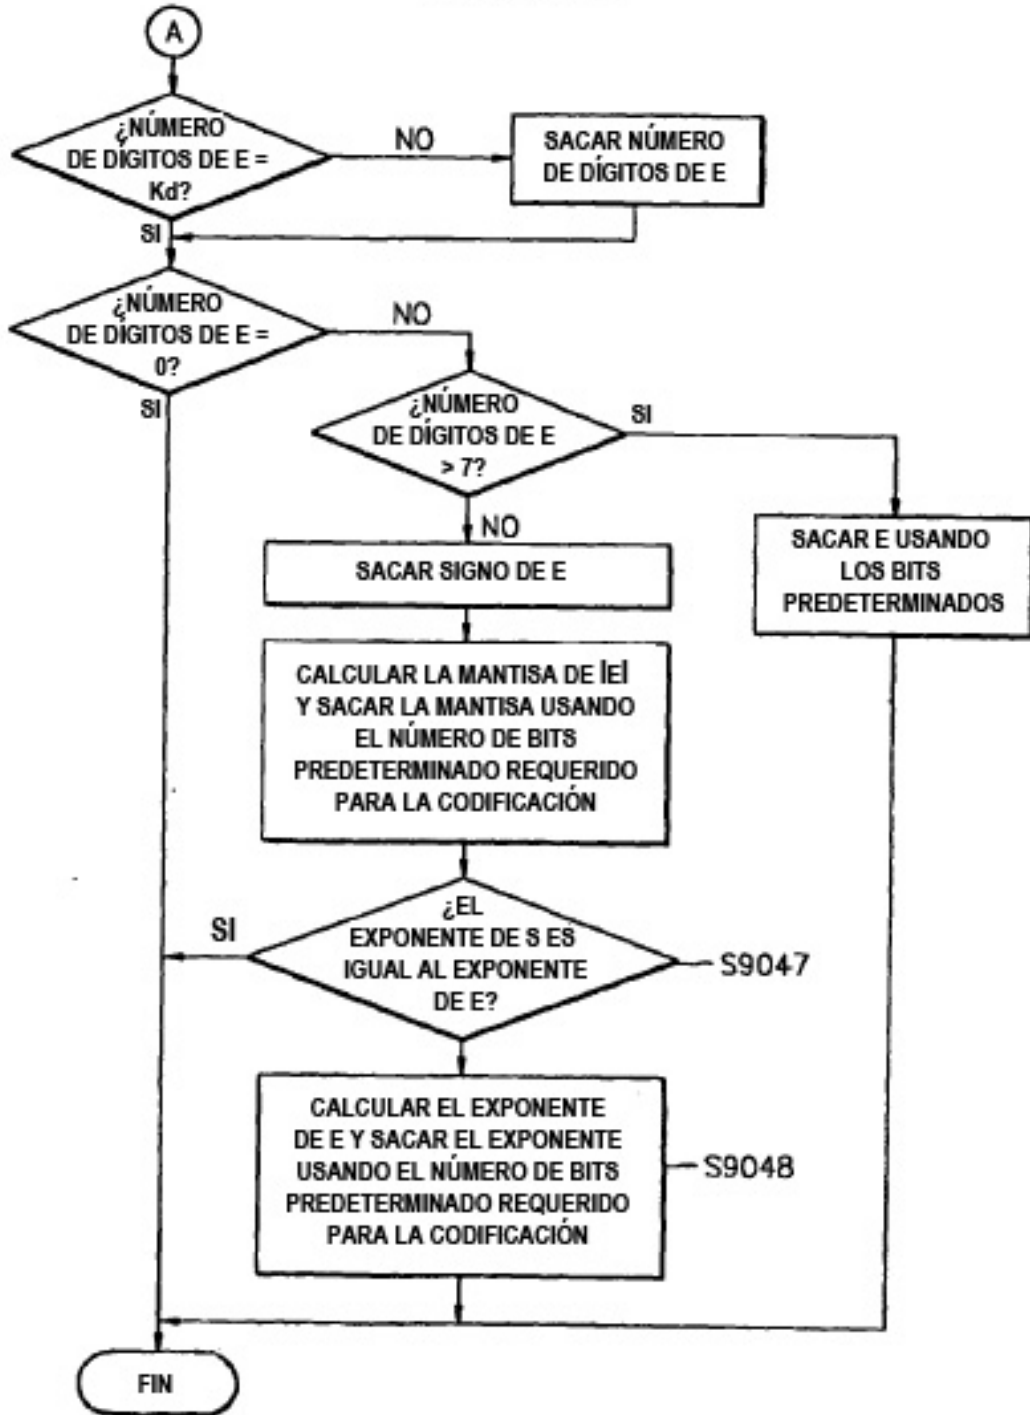 A
¿NÚMERO
DE DÍGITOS DE E =
Kd?
NO
SACAR NÚMERO
DE DÍGITOS DE E
SI
¿NÚMERO
DE DÍGITOS DE E =
0?
NO
SI
¿NÚMERO
DE DÍGITOS DE E
> 7?
SI
NO
SACAR E USANDO
LOS BITS
PREDETERMINADOS
SACAR SIGNO DE E
CALCULAR LA MANTISA DE |E|
Y SACAR LA MANTISA USANDO
EL NÚMERO DE BITS
PREDETERMINADO REQUERIDO
PARA LA CODIFICACIÓN
¿EL
EXPONENTE DE S ES
IGUAL AL EXPONENTE
DE E?
SI
S9047
CALCULAR EL EXPONENTE
DE E Y SACAR EL EXPONENTE
USANDO EL NÚMERO DE BITS
PREDETERMINADO REQUERIDO
PARA LA CODIFICACIÓN
S9048
FIN